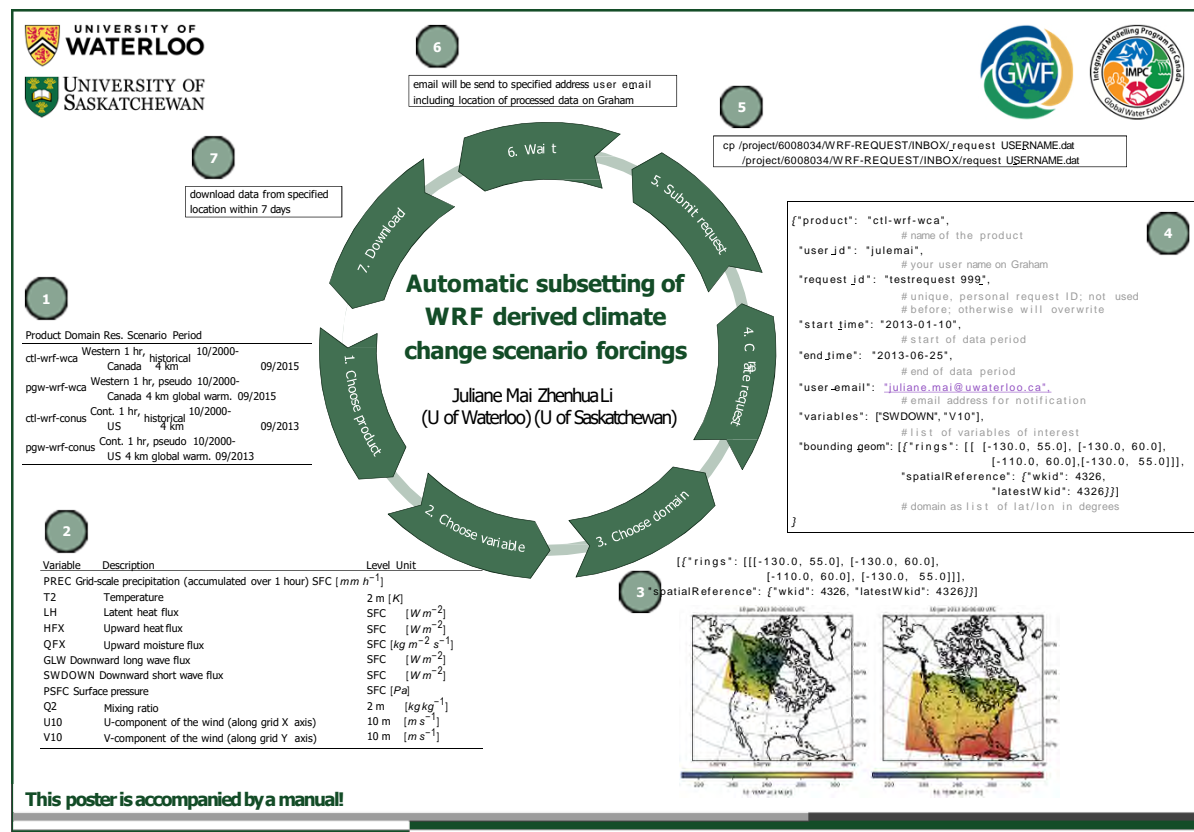 UNIVERSITY OF
WATERLOO
UNIVERSITY OF
SASKATCHEWAN
6
email will be send to specified address user email
including location of processed data on Graham
GWF
Integrated Modelling Program for Canada
IMPC
Global Water Futures
5
cp /project/6008034/WRF-REQUEST/INBOX/ request USERNAME.dat
/project/6008034/WRF-REQUEST/INBOX/request USERNAME.dat
7
download data from specified
location within 7 days
6. Wait
5. Submit request
7. Download
4
{"product": "ctl-wrf-wca",
# name of the product
"user_id": "julemai",
# your user name on Graham
"request_id": "testrequest 999",
# unique, personal request ID; not used
# before; otherwise will overwrite
"start_time": "2013-01-10",
# start of data period
"end_time": "2013-06-25",
# end of data period
"user-email": "juliane.mai@uwaterloo.ca",
# email address for notification
"variables": ["SWDOWN", "V10"],
# list of variables of interest
"bounding geom": [{"rings": [[ [-130.0, 55.0], [-130.0, 60.0],
[-110.0, 60.0],[-130.0, 55.0]]],
"spatialReference": {"wkid": 4326,
"latestWkid": 4326}}]
# domain as list of lat/lon in degrees
}
Automatic subsetting of
WRF derived climate
change scenario forcings
Juliane Mai Zhenhua Li
(U of Waterloo) (U of Saskatchewan)
1
Product Domain Res. Scenario Period
ctl-wrf-wca Western 1 hr, historical 10/2000-
Canada 4 km 09/2015
pgw-wrf-wca Western 1 hr, pseudo 10/2000-
Canada 4 km global warm. 09/2015
ctl-wrf-conus Cont. 1 hr, historical 10/2000-
US 4 km 09/2013
pgw-wrf-conus Cont. 1 hr, pseudo 10/2000-
US 4 km global warm. 09/2013
1. Choose product
4. C ate request
2. Choose variable
3. Choose domain
2
Variable Description Level Unit
PREC Grid-scale precipitation (accumulated over 1 hour) SFC [mm h−1]
T2 Temperature 2 m [K]
LH Latent heat flux SFC [W m−2]
HFX Upward heat flux SFC [W m−2]
QFX Upward moisture flux SFC [kg m−2 s−1]
GLW Downward long wave flux SFC [W m−2]
SWDOWN Downward short wave flux SFC [W m−2]
PSFC Surface pressure SFC [Pa]
Q2 Mixing ratio 2 m [kg kg−1]
U10 U-component of the wind (along grid X axis) 10 m [m s−1]
V10 V-component of the wind (along grid Y axis) 10 m [m s−1]
[{"rings": [[[-130.0, 55.0], [-130.0, 60.0],
[-110.0, 60.0], [-130.0, 55.0]]],
3
"spatialReference": {"wkid": 4326, "latestWkid": 4326}}]
This poster is accompanied by a manual!